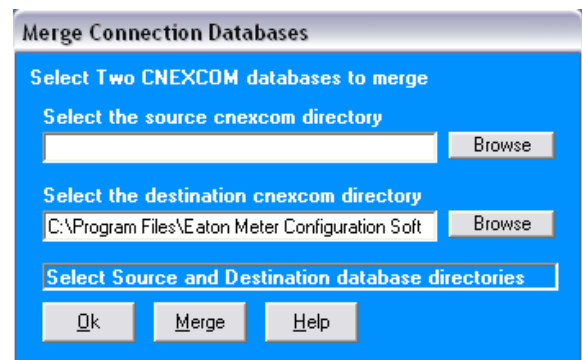 Merge Connection Databases
Select Two CNEXCOM databases to merge
Select the source cnexcom directory
Browse
Select the destination cnexcom directory
C:\Program Files\Eaton Meter Configuration Soft
Browse
Select Source and Destination database directories
Ok Merge Help